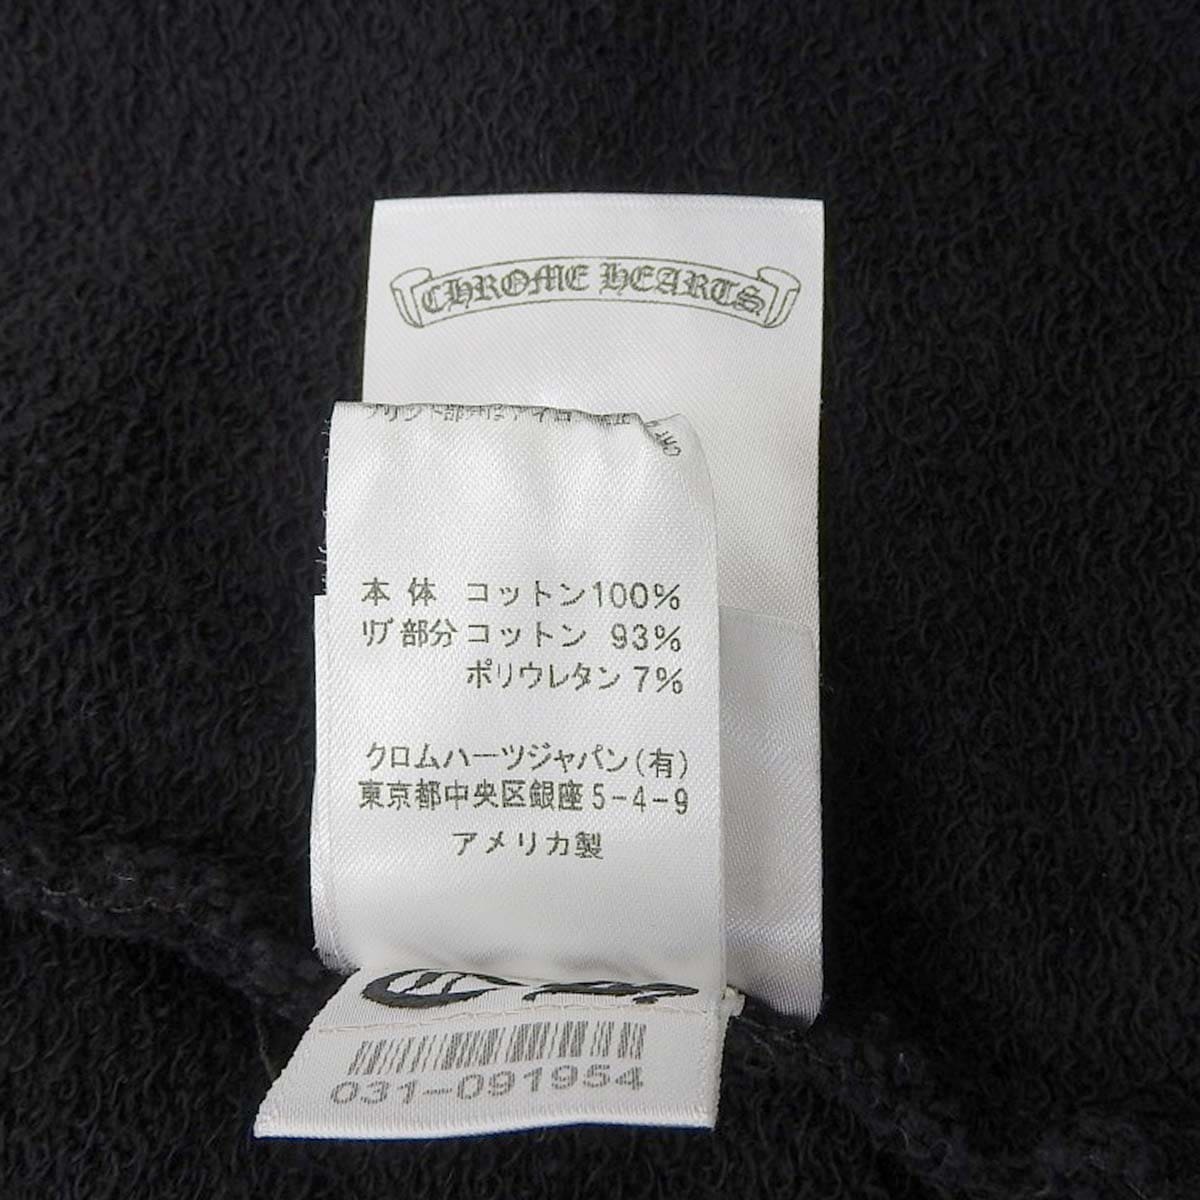 CHROME HEARTS
本体 コットン100%
リブ部分 コットン 93%
ポリウレタン 7%
クロムハーツジャパン(有)
東京都中央区銀座5-4-9
アメリカ製
031-091954